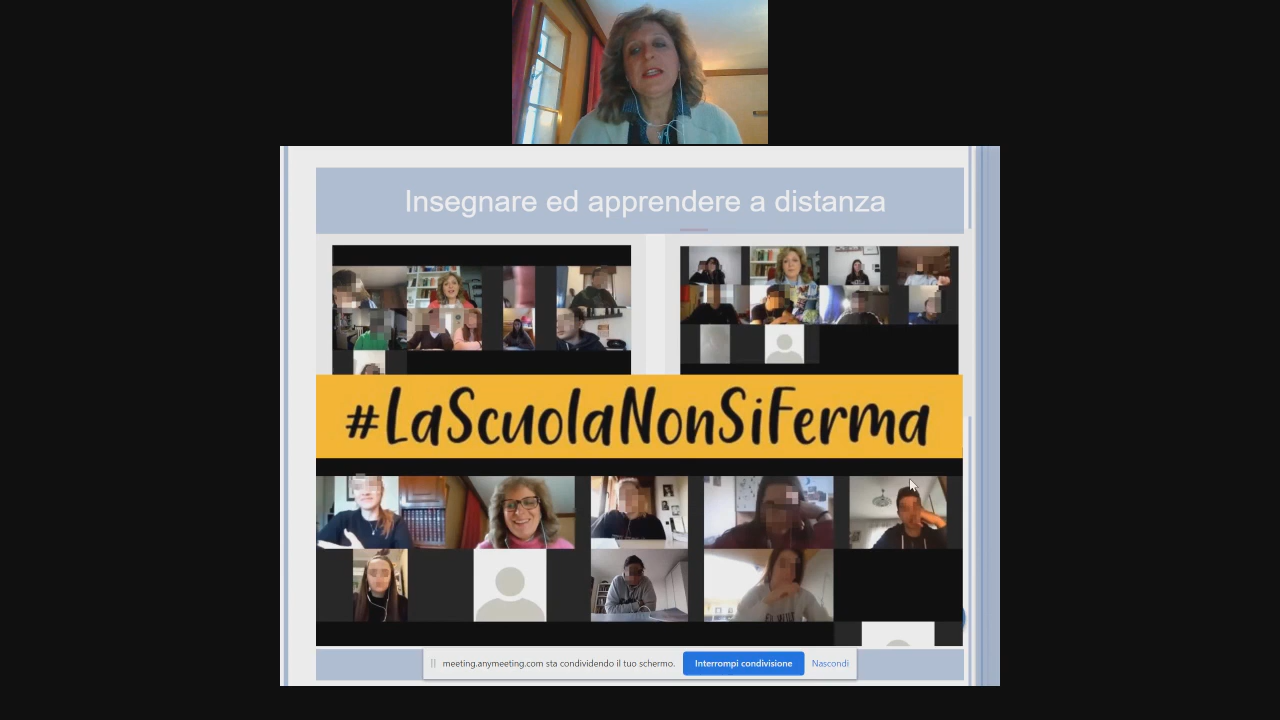 Insegnare ed apprendere a distanza
#LaScuolaNonSiFerma
meeting.anymeeting.com sta condividendo il tuo schermo.
Interrompi condivisione
Nascondi